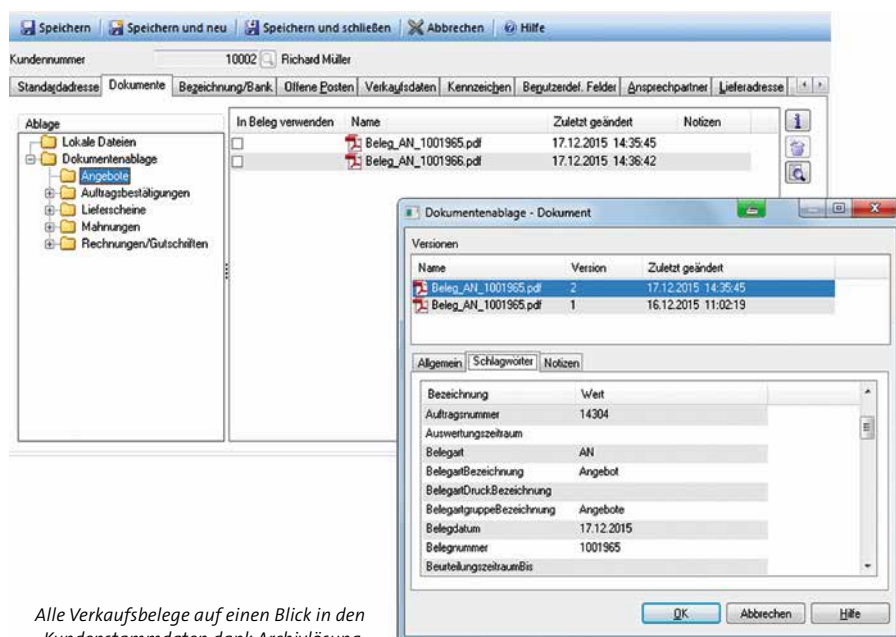 Speichern Speichern und neu Speichern und schließen Abbrechen Hilfe
Kundennummer 10002 Richard Müller
Standardadresse Dokumente Bezeichnung/Bank Offene Posten Verkaufsdaten Kennzeichen Benutzerdef. Felder Ansprechpartner Lieferadresse
Ablage
Lokale Dateien
Dokumentenablage
Angebote
Auftragsbestätigungen
Lieferscheine
Mahnungen
Rechnungen/Gutschriften
In Beleg verwenden Name Zuletzt geändert Notizen
Beleg_AN_1001965.pdf 17.12.2015 14:35:45
Beleg_AN_1001966.pdf 17.12.2015 14:36:42
Dokumentenablage - Dokument
Versionen
Name Version Zuletzt geändert
Beleg_AN_1001965.pdf 2 17.12.2015 14:35:45
Beleg_AN_1001965.pdf 1 16.12.2015 11:02:19
Allgemein Schlagwörter Notizen
Bezeichnung Wert
Auftragsnummer 14304
Auswertungszeitraum
Belegart AN
BelegartBezeichnung Angebot
BelegartDruckBezeichnung
BelegartgruppeBezeichnung Angebote
Belegdatum 17.12.2015
Belegnummer 1001965
BeurteilungszeitraumBis
OK Abbrechen Hilfe
Alle Verkaufsbelege auf einen Blick in den
Kundenstammdaten dank Archivlösung